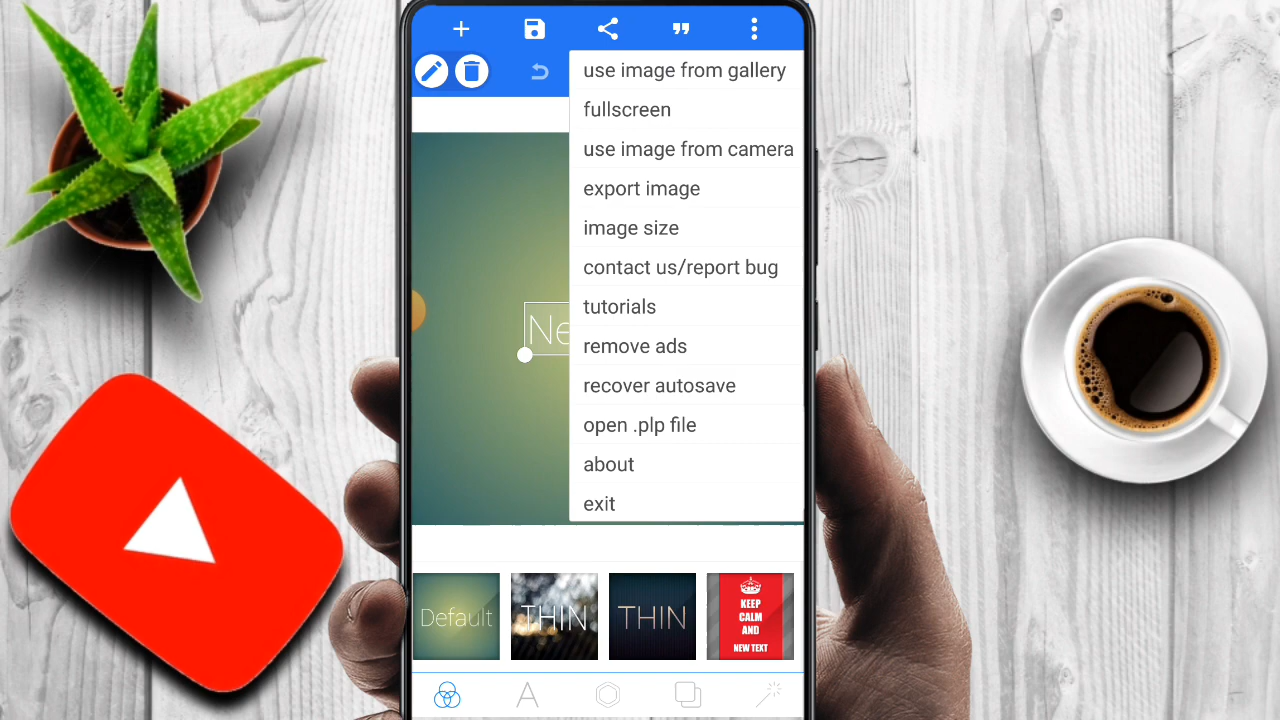 use image from gallery
fullscreen
use image from camera
export image
image size
contact us/report bug
tutorials
remove ads
recover autosave
open .plp file
about
exit
Ne
Default
THIN
THIN
KEEP
CALM
AND
NEW TEXT
A